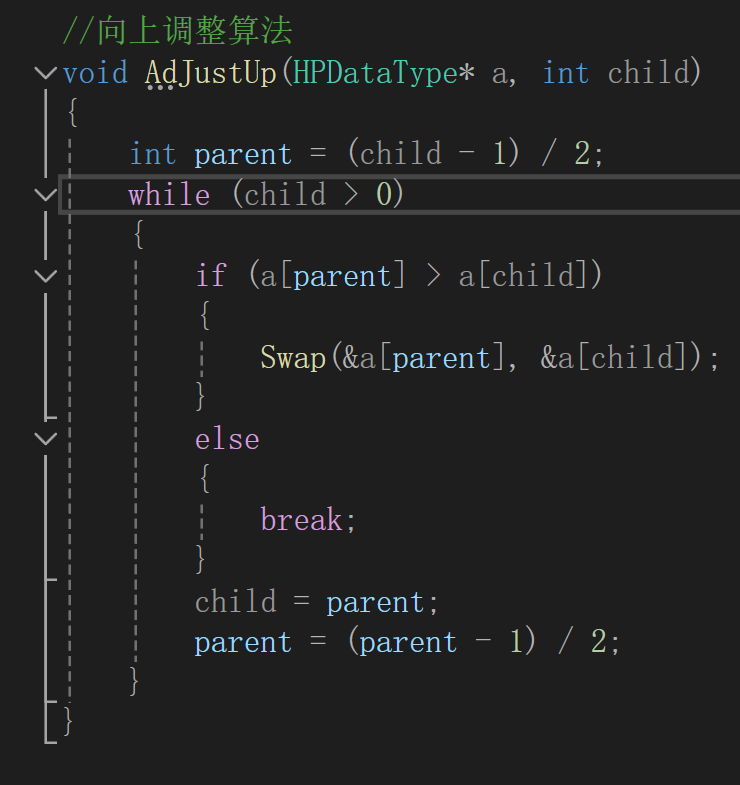 //向上调整算法
void AdJustUp(HPDataType* a, int child)
{
int parent = (child - 1) / 2;
while (child > 0)
{
if (a[parent] > a[child])
{
Swap(&a[parent], &a[child]);
}
else
{
break;
}
child = parent;
parent = (parent - 1) / 2;
}
}